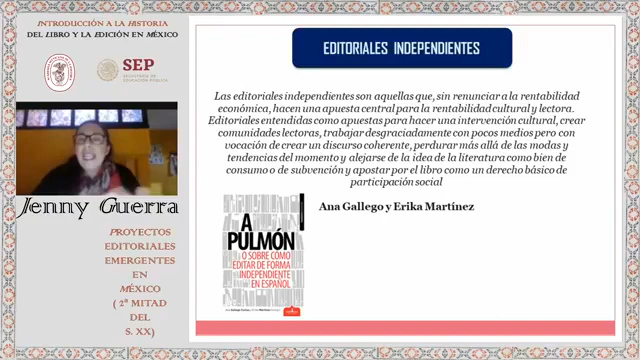 INTRODUCCIÓN A LA HISTORIA
DEL LIBRO Y LA EDICIÓN EN MÉXICO
SEP
SECRETARÍA DE
EDUCACIÓN PÚBLICA
Jenny Guerra
PROYECTOS
EDITORIALES
EMERGENTES
EN
MÉXICO
( 2ª MITAD
DEL
S. XX)
EDITORIALES INDEPENDIENTES
Las editoriales independientes son aquellas que, sin renunciar a la rentabilidad
económica, hacen una apuesta central para la rentabilidad cultural y lectora.
Editoriales entendidas como apuestas para hacer una intervención cultural, crear
comunidades lectoras, trabajar desgraciadamente con pocos medios pero con
vocación de crear un discurso coherente, perdurar más allá de las modas y
tendencias del momento y alejarse de la idea de la literatura como bien de
consumo o de subvención y apostar por el libro como un derecho básico de
participación social
Ana Gallego y Erika Martínez
A
PULMÓN
O SOBRE CÓMO
EDITAR DE FORMA
INDEPENDIENTE
EN ESPAÑOL